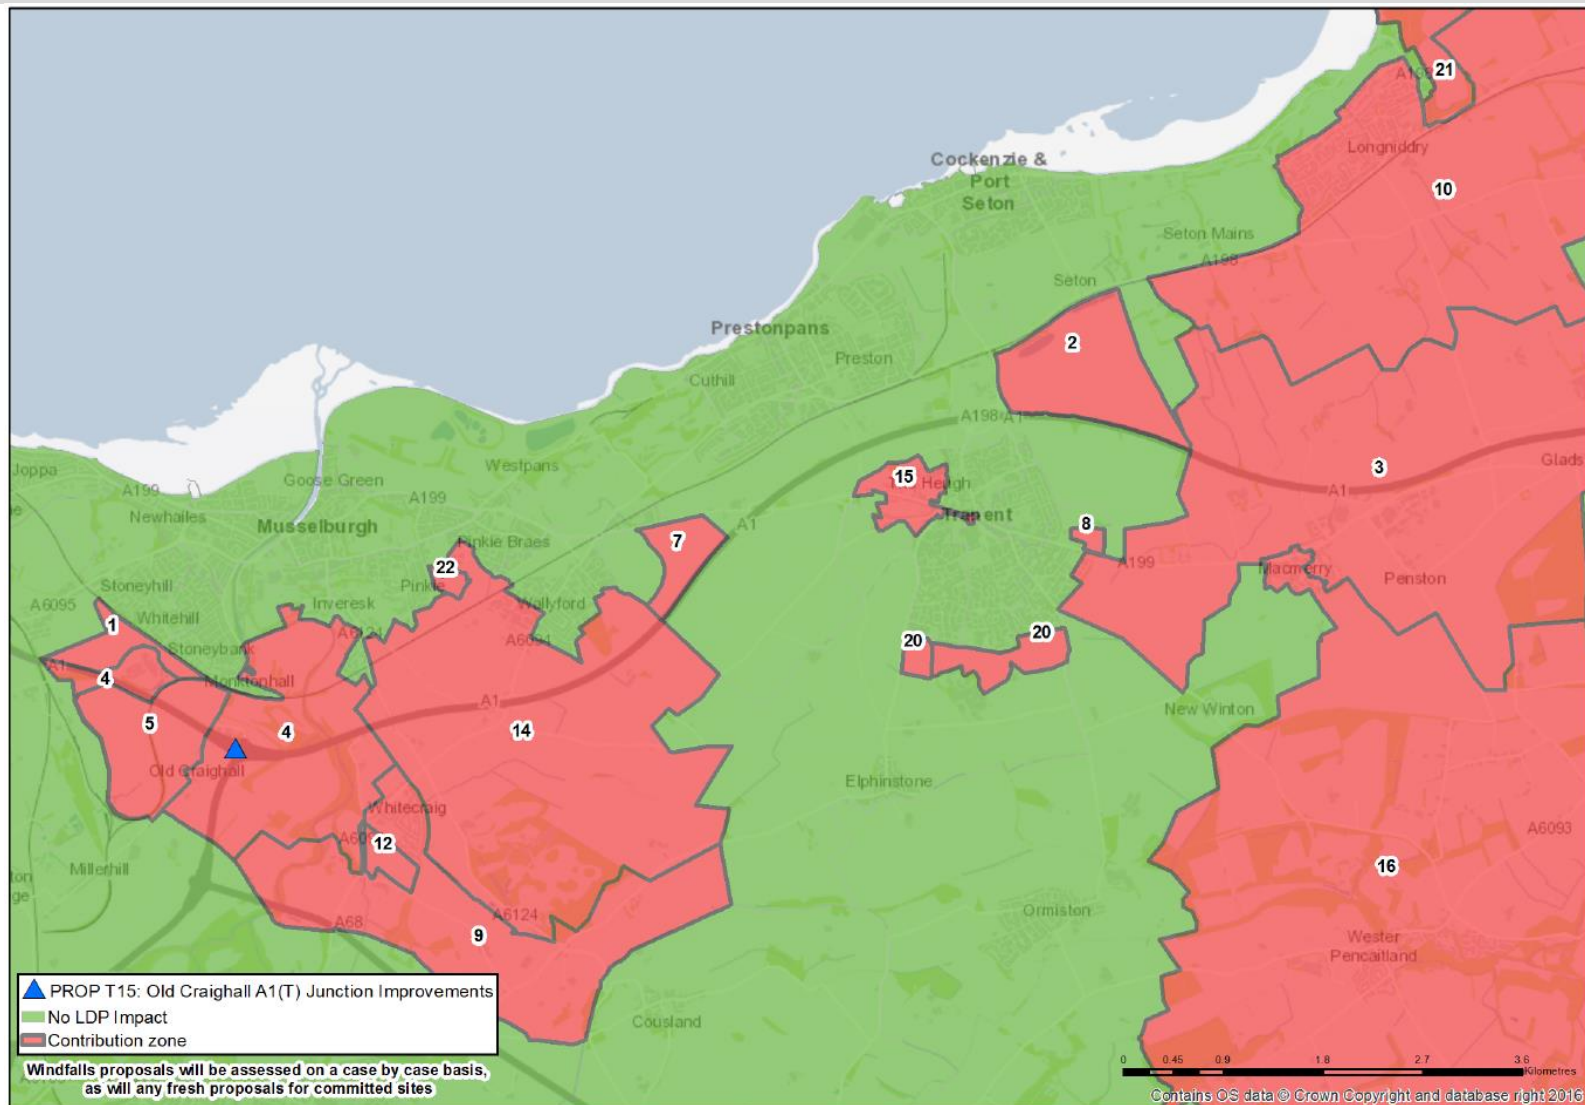 21
A198
Longniddry
10
Cockenzie &
Port
Seton
Seton Mains
A198
Seton
2
Prestonpans
Preston
Cuthill
A198
A1
3
Glads
A1
Joppa
A199
Goose Green
Westpans
Newhailes
A199
Musselburgh
15
Heugh
Tranent
A1
7
8
A199
Macmerry
Penston
Pinkie Braes
22
Pinkie
Stoneyhill
A6095
Whitehill
1
Inveresk
Wallyford
A6124
A6094
Stoneybank
20
20
A1
4
Monktonhall
5
4
A1
14
New Winton
Old Craighall
Elphinstone
Whitecraig
12
A6093
Millerhill
16
A68
A6124
9
Ormiston
Wester
Pencaitland
Cousland
PROP T15: Old Craighall A1(T) Junction Improvements
No LDP Impact
Contribution zone
Windfalls proposals will be assessed on a case by case basis,
as will any fresh proposals for committed sites
0 0.45 0.9 1.8 2.7 3.6
Kilometres
Contains OS data © Crown Copyright and database right 2016